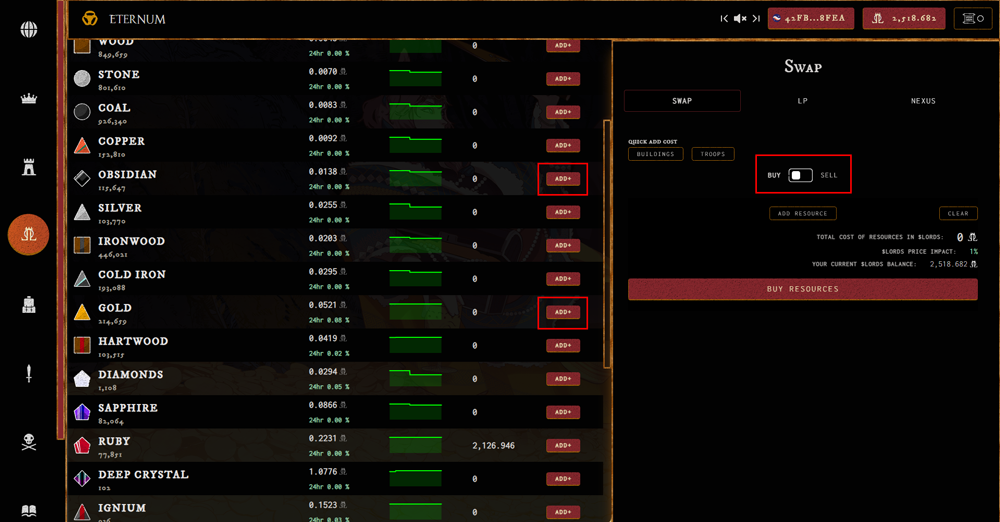 ETERNUM
42FB...8FEA
2,518.682
0
WOOD
849,659
0
ADD+
24hr 0.00 %
STONE
801,610
0.0070
24hr 0.00 %
0
ADD+
COAL
926,340
0.0083
24hr 0.00 %
0
ADD+
COPPER
152,810
0.0092
24hr 0.00 %
0
ADD+
OBSIDIAN
115,647
0.0138
24hr 0.00 %
0
ADD+
SILVER
103,770
0.0255
24hr 0.00 %
0
ADD+
IRONWOOD
446,021
0.0203
24hr 0.00 %
0
ADD+
COLD IRON
193,088
0.0295
24hr 0.00 %
0
ADD+
GOLD
214,659
0.0521
24hr 0.08 %
0
ADD+
HARTWOOD
103,515
0.0419
24hr 0.02 %
0
ADD+
DIAMONDS
1,108
0.0294
24hr 0.05 %
0
ADD+
SAPPHIRE
82,064
0.0866
24hr 0.00 %
0
ADD+
RUBY
77,851
0.2231
24hr 0.00 %
2,126.946
ADD+
DEEP CRYSTAL
102
1.0776
24hr 0.00 %
0
ADD+
IGNIUM
0.1523
24hr 0.03 %
0
ADD+
Swap
SWAP
LP
NEXUS
QUICK ADD COST
BUILDINGS
TROOPS
BUY
SELL
ADD RESOURCE
CLEAR
TOTAL COST OF RESOURCES IN $LORDS: 0
$LORDS PRICE IMPACT: 1%
YOUR CURRENT $LORDS BALANCE: 2,518.682
BUY RESOURCES